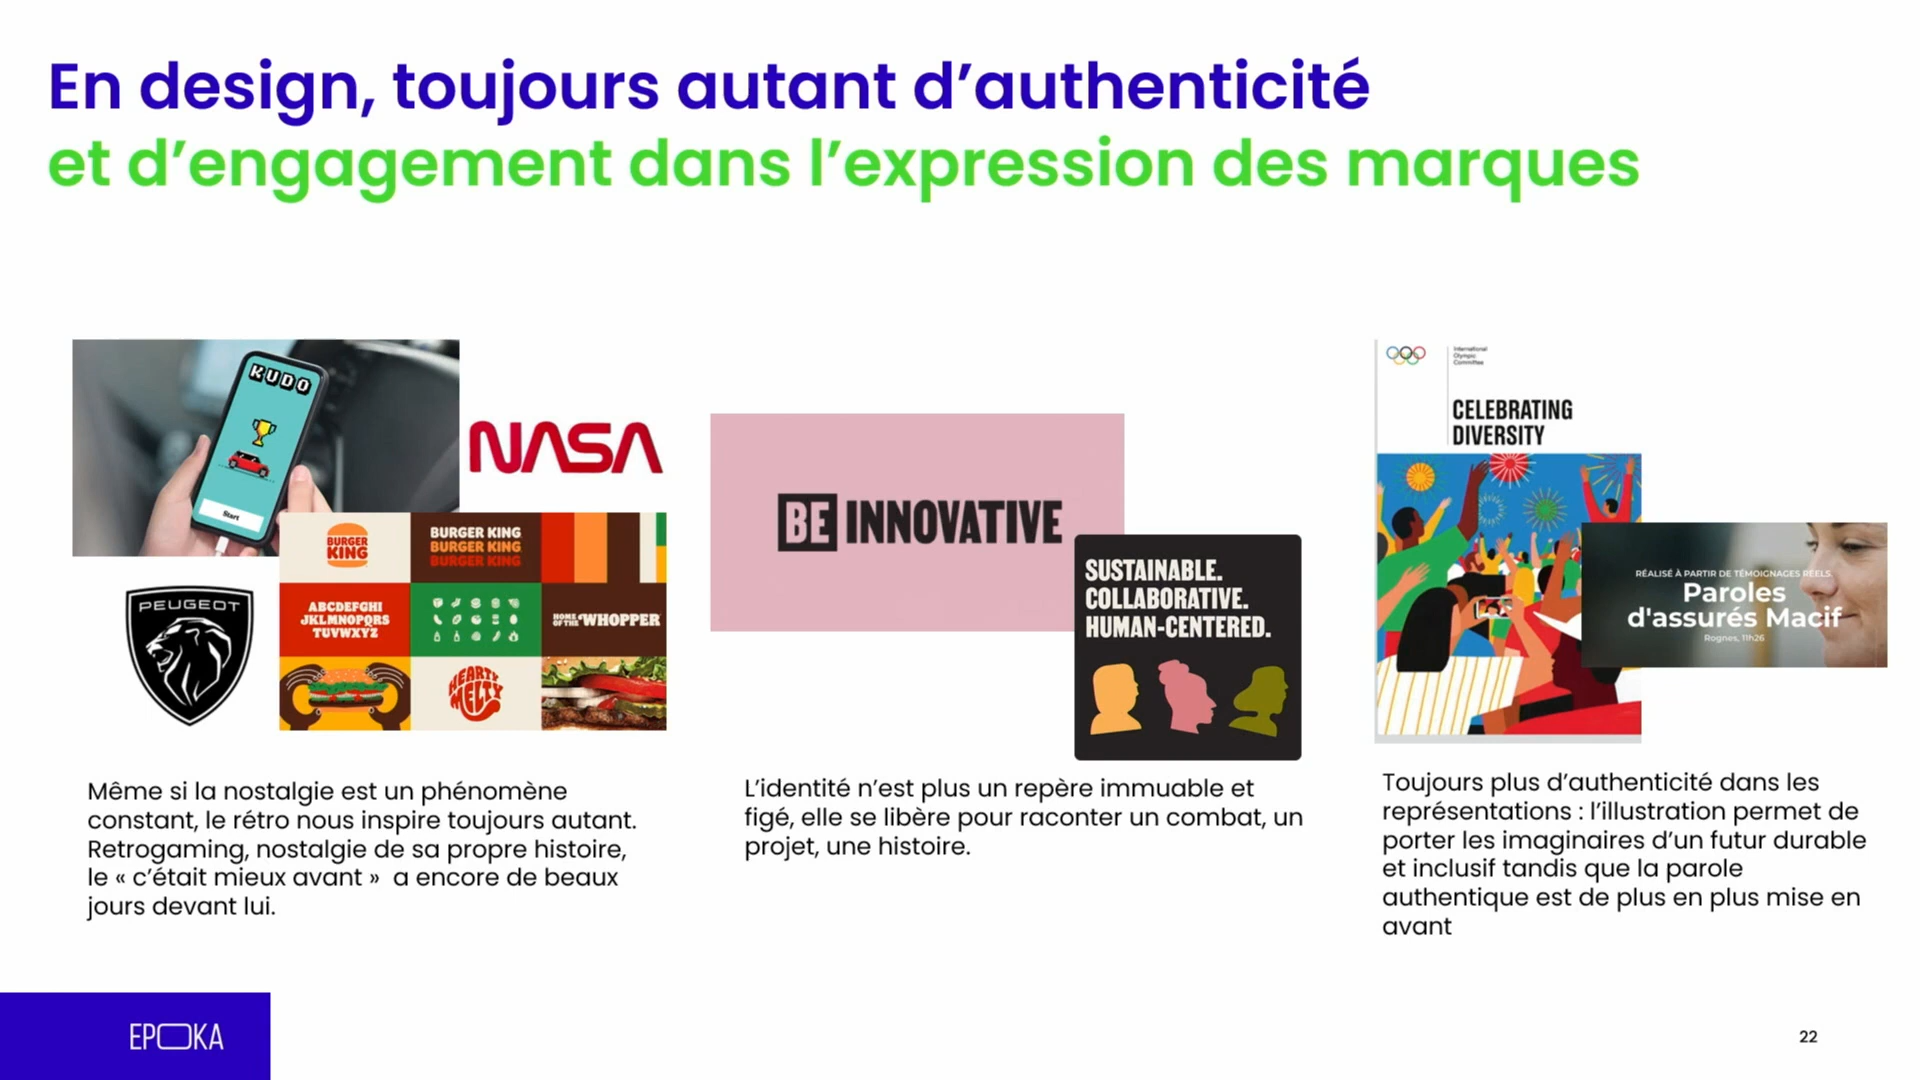 En design, toujours autant d’authenticité
et d’engagement dans l’expression des marques
KUDO
Start
NASA
PEUGEOT
BURGER
KING
BURGER KING
BURGER KING
BURGER KING
ABCDEFGHI
JKLMNOPQRS
TUVWXYZ
HOME
OF THE WHOPPER
HEARTY
MELTY
BE INNOVATIVE
SUSTAINABLE.
COLLABORATIVE.
HUMAN-CENTERED.
International
Olympic
Committee
CELEBRATING
DIVERSITY
RÉALISÉ À PARTIR DE TÉMOIGNAGES RÉELS.
Paroles
d'assurés Macif
Rognes, 11h26
Même si la nostalgie est un phénomène
constant, le rétro nous inspire toujours autant.
Retrogaming, nostalgie de sa propre histoire,
le « c’était mieux avant »  a encore de beaux
jours devant lui.
L’identité n’est plus un repère immuable et
figé, elle se libère pour raconter un combat, un
projet, une histoire.
Toujours plus d’authenticité dans les
représentations : l’illustration permet de
porter les imaginaires d’un futur durable
et inclusif tandis que la parole
authentique est de plus en plus mise en
avant
EPOKA
22